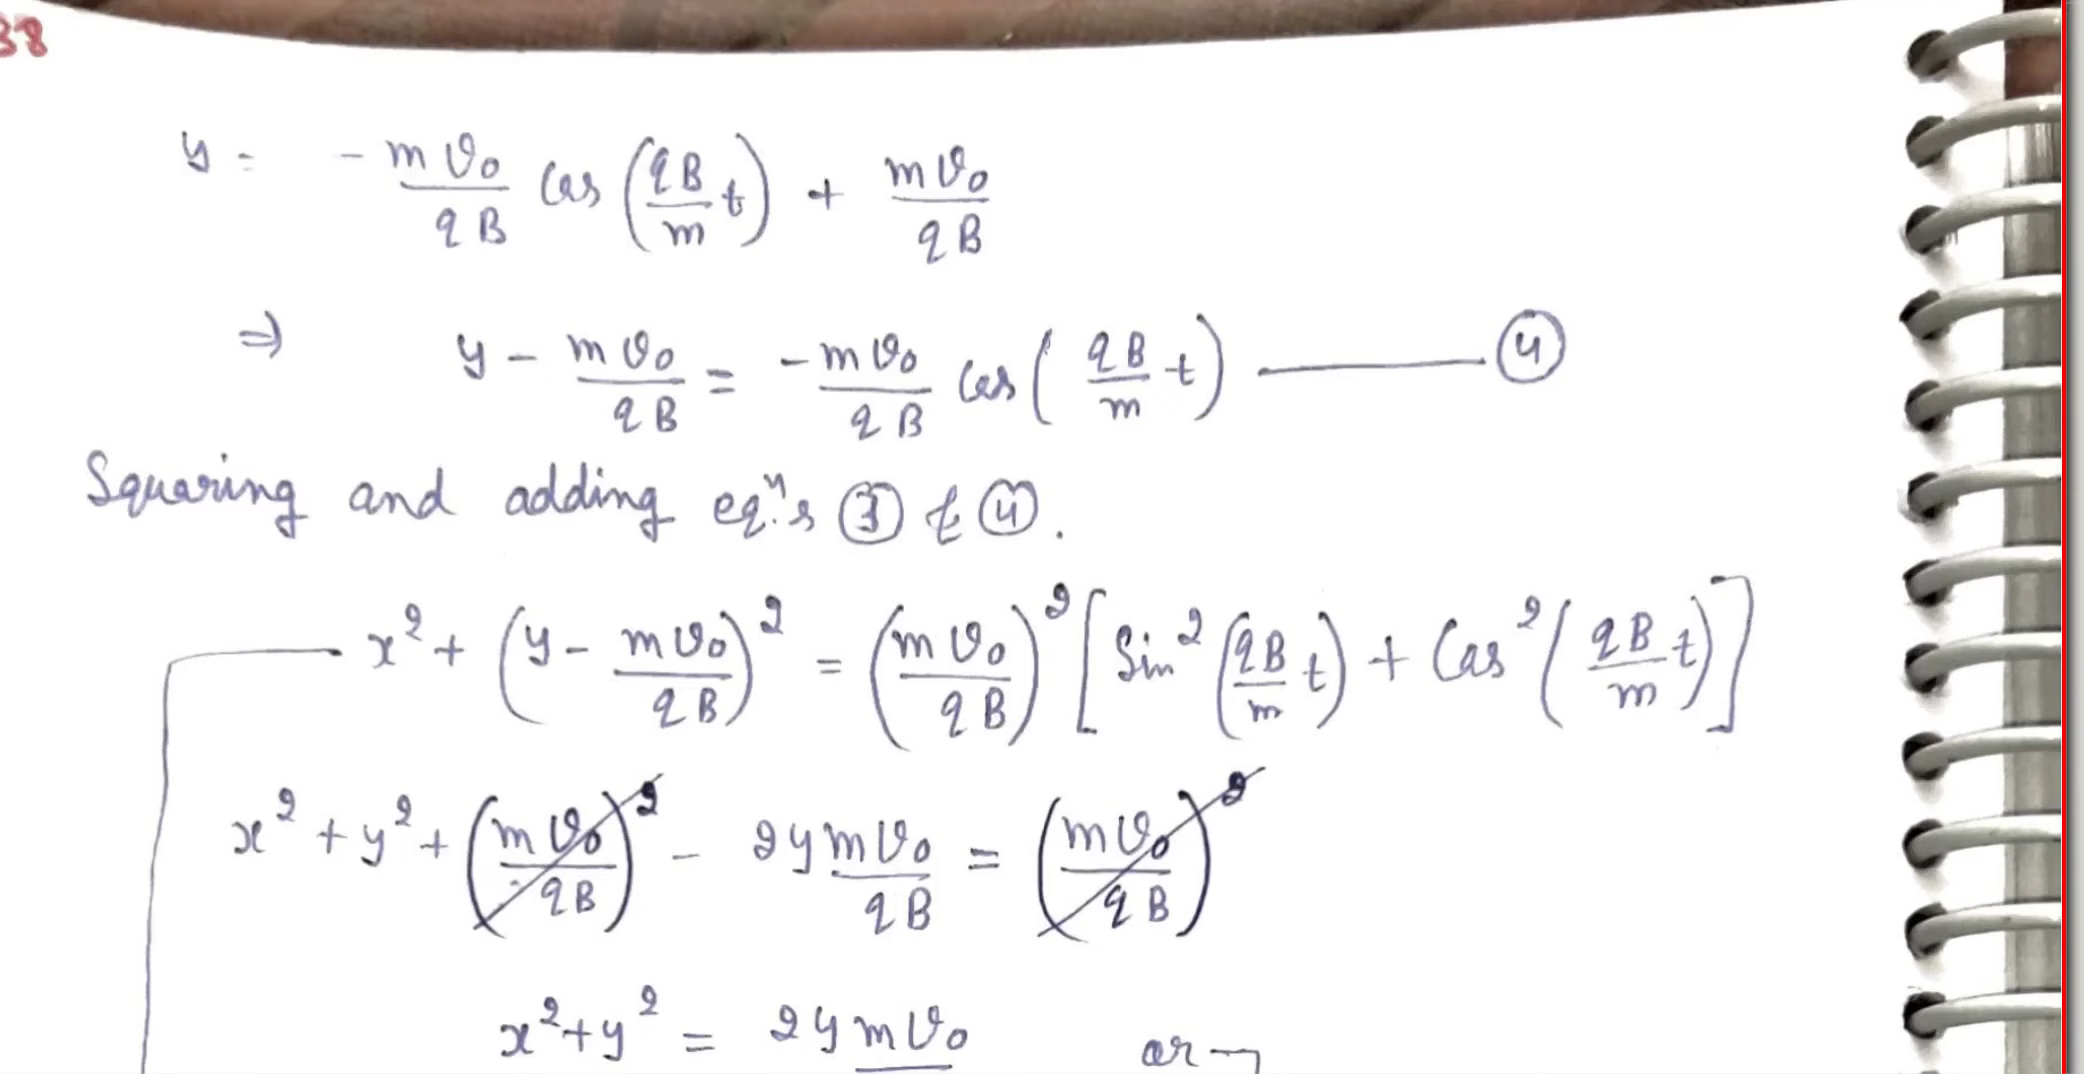 38
y = - mv₀/qB cos (qB/m t) + mv₀/qB
⇒ y - mv₀/qB = - mv₀/qB cos ( qB/m t) ——— ④
Squaring and adding eqⁿ's ③ & ④.
x² + (y - mv₀/qB)² = (mv₀/qB)² [Sin² (qB/m t) + Cos² (qB/m t)]
x² + y² + (mv₀/qB)² - 2y mv₀/qB = (mv₀/qB)²
x² + y² = 2y mv₀ or